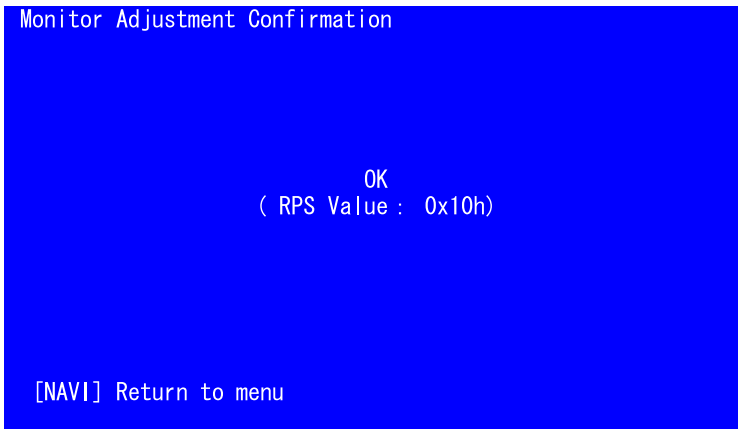 Monitor Adjustment Confirmation
OK
( RPS Value : 0x10h)
[NAVI] Return to menu